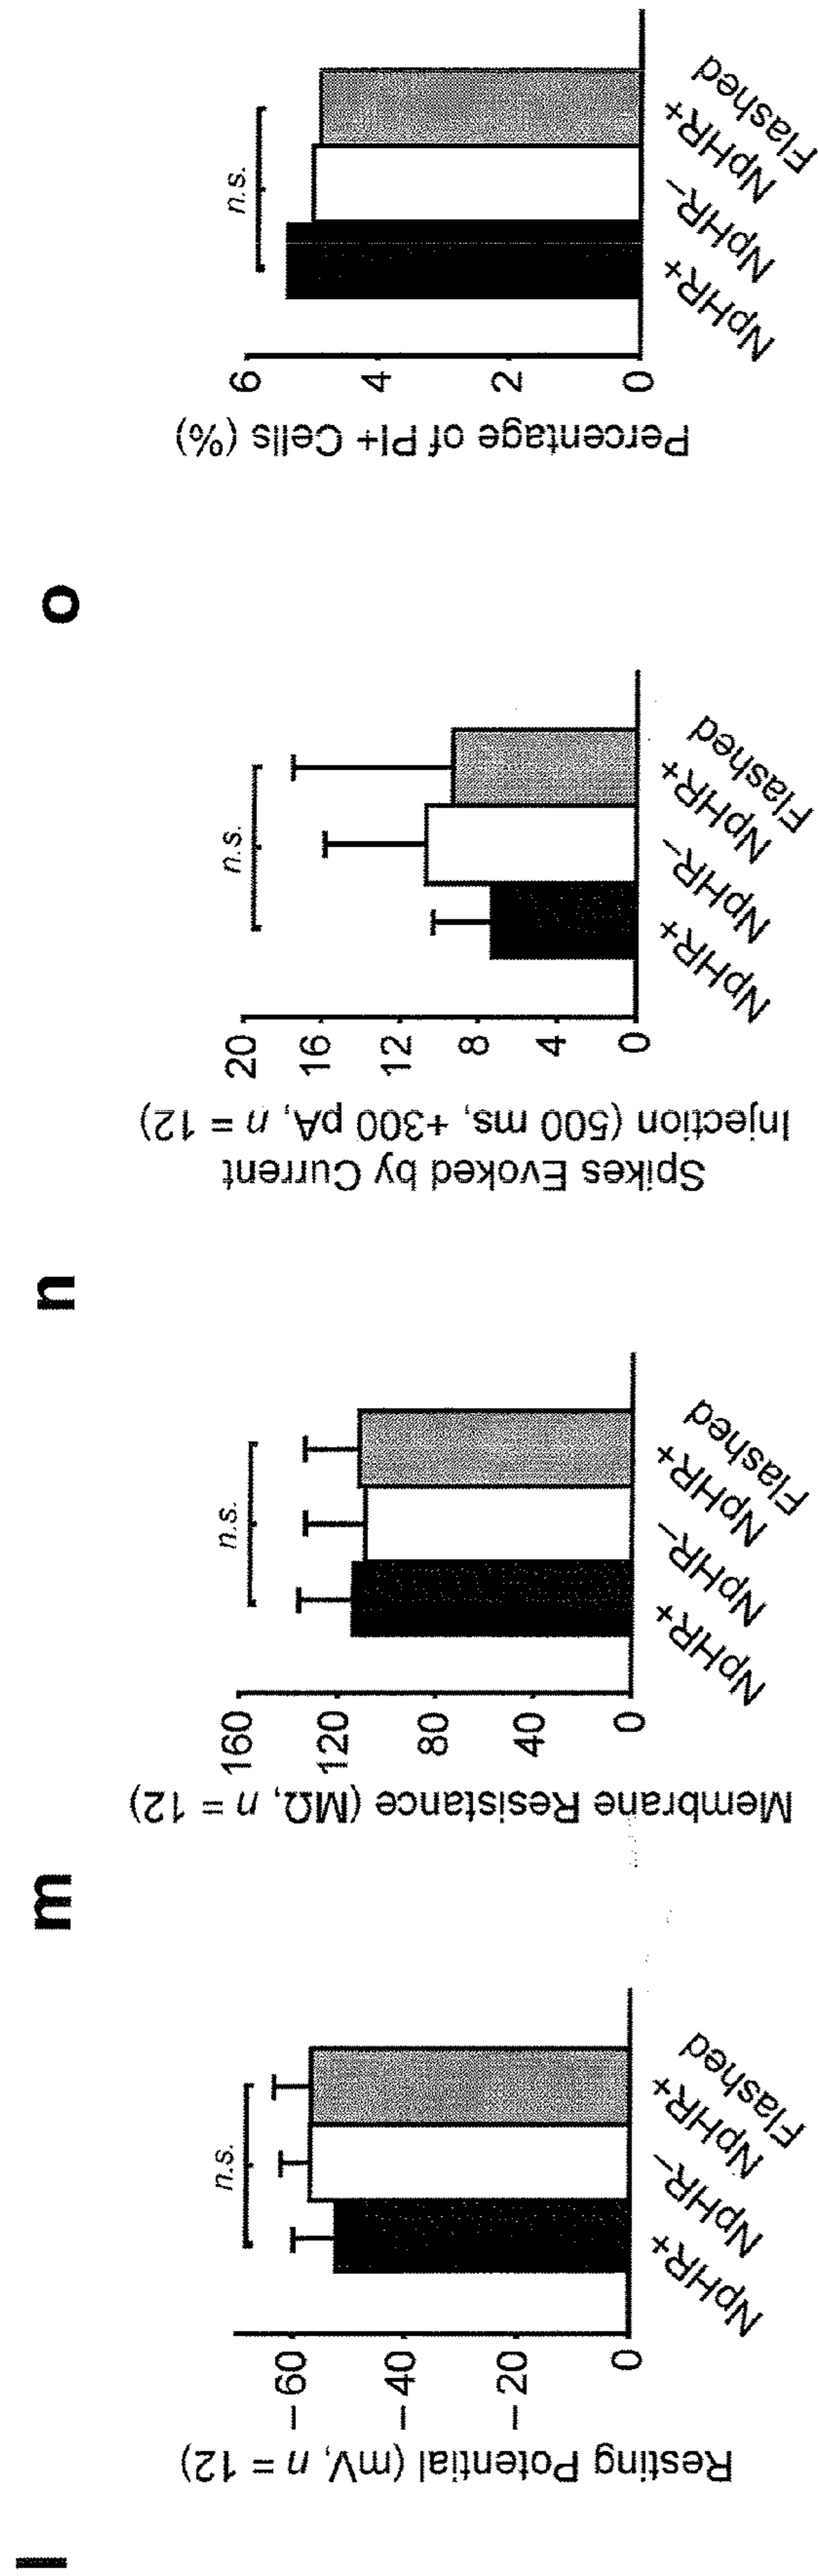 l
Resting Potential (mV, n = 12)
– 60
– 40
– 20
0
n.s.
NpHR+
NpHR–
NpHR+
Flashed
m
Membrane Resistance (MΩ, n = 12)
160
120
80
40
0
n.s.
NpHR+
NpHR–
NpHR+
Flashed
n
Spikes Evoked by Current
Injection (500 ms, +300 pA, n = 12)
20
16
12
8
4
0
n.s.
NpHR+
NpHR–
NpHR+
Flashed
o
Percentage of PI+ Cells (%)
6
4
2
0
n.s.
NpHR+
NpHR–
NpHR+
Flashed